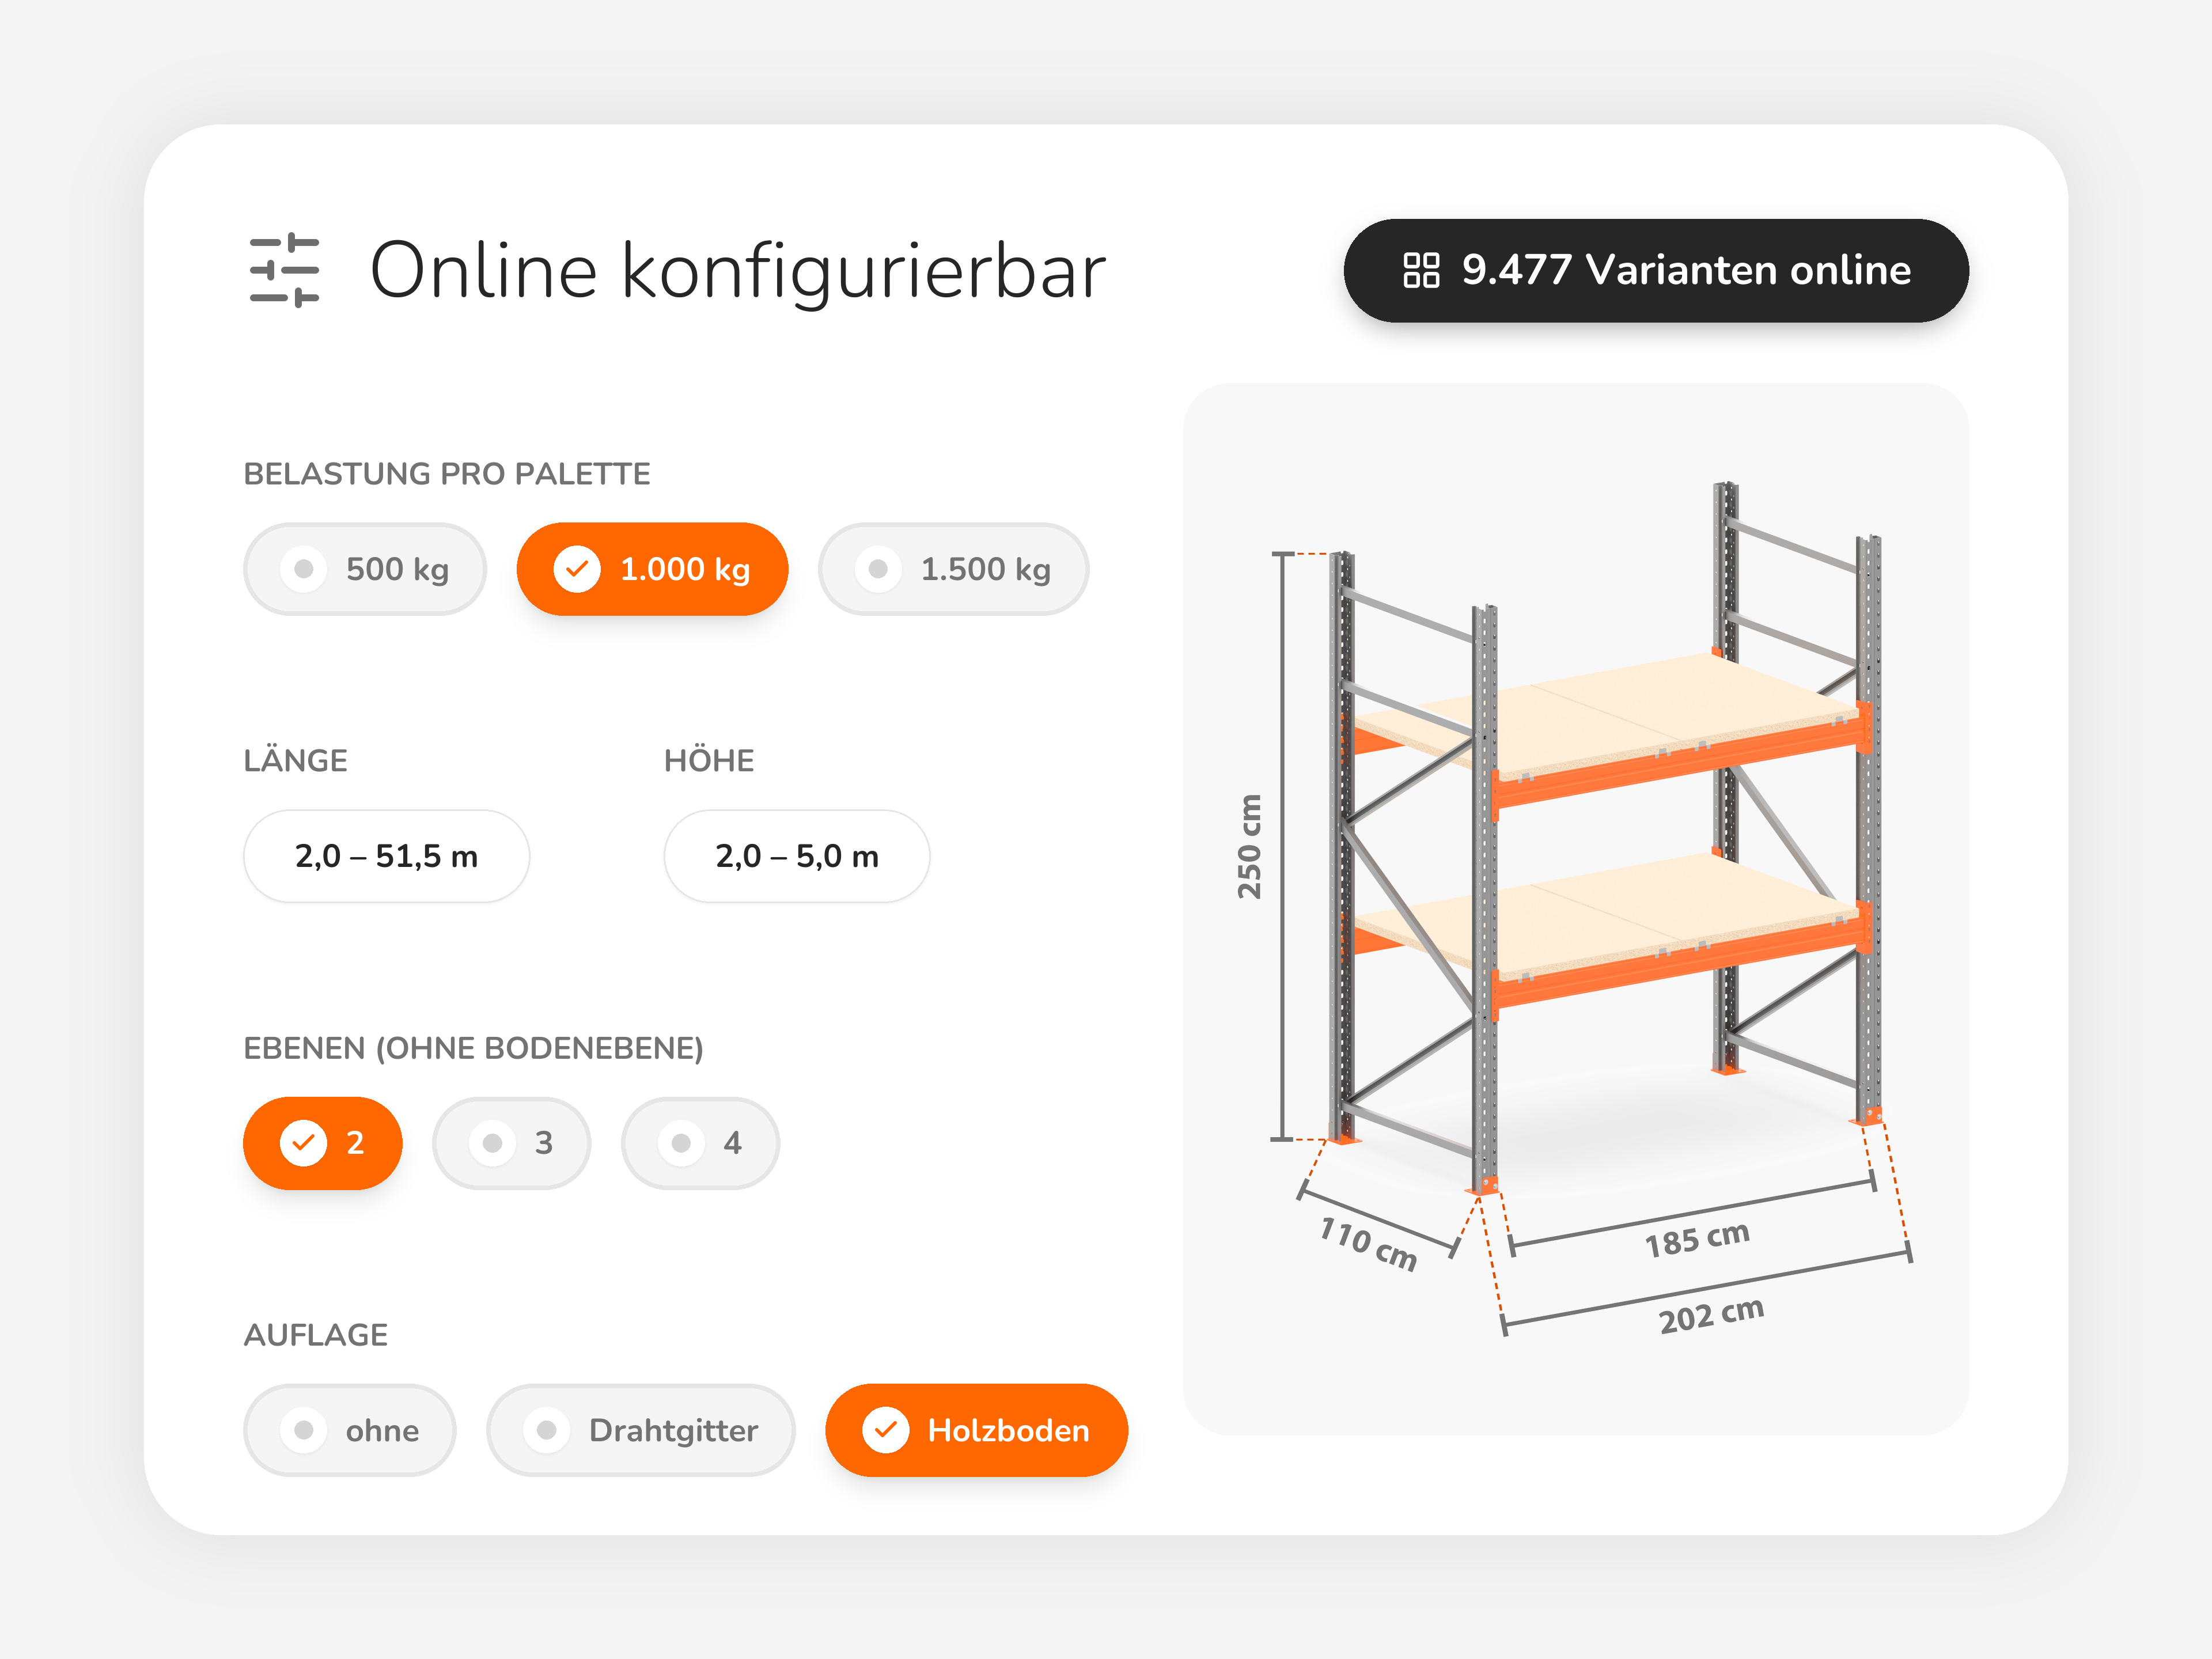 Online konfigurierbar
9.477 Varianten online
BELASTUNG PRO PALETTE
500 kg
1.000 kg
1.500 kg
LÄNGE
HÖHE
2,0 – 51,5 m
2,0 – 5,0 m
EBENEN (OHNE BODENEBENE)
2
3
4
AUFLAGE
ohne
Drahtgitter
Holzboden
250 cm
110 cm
185 cm
202 cm